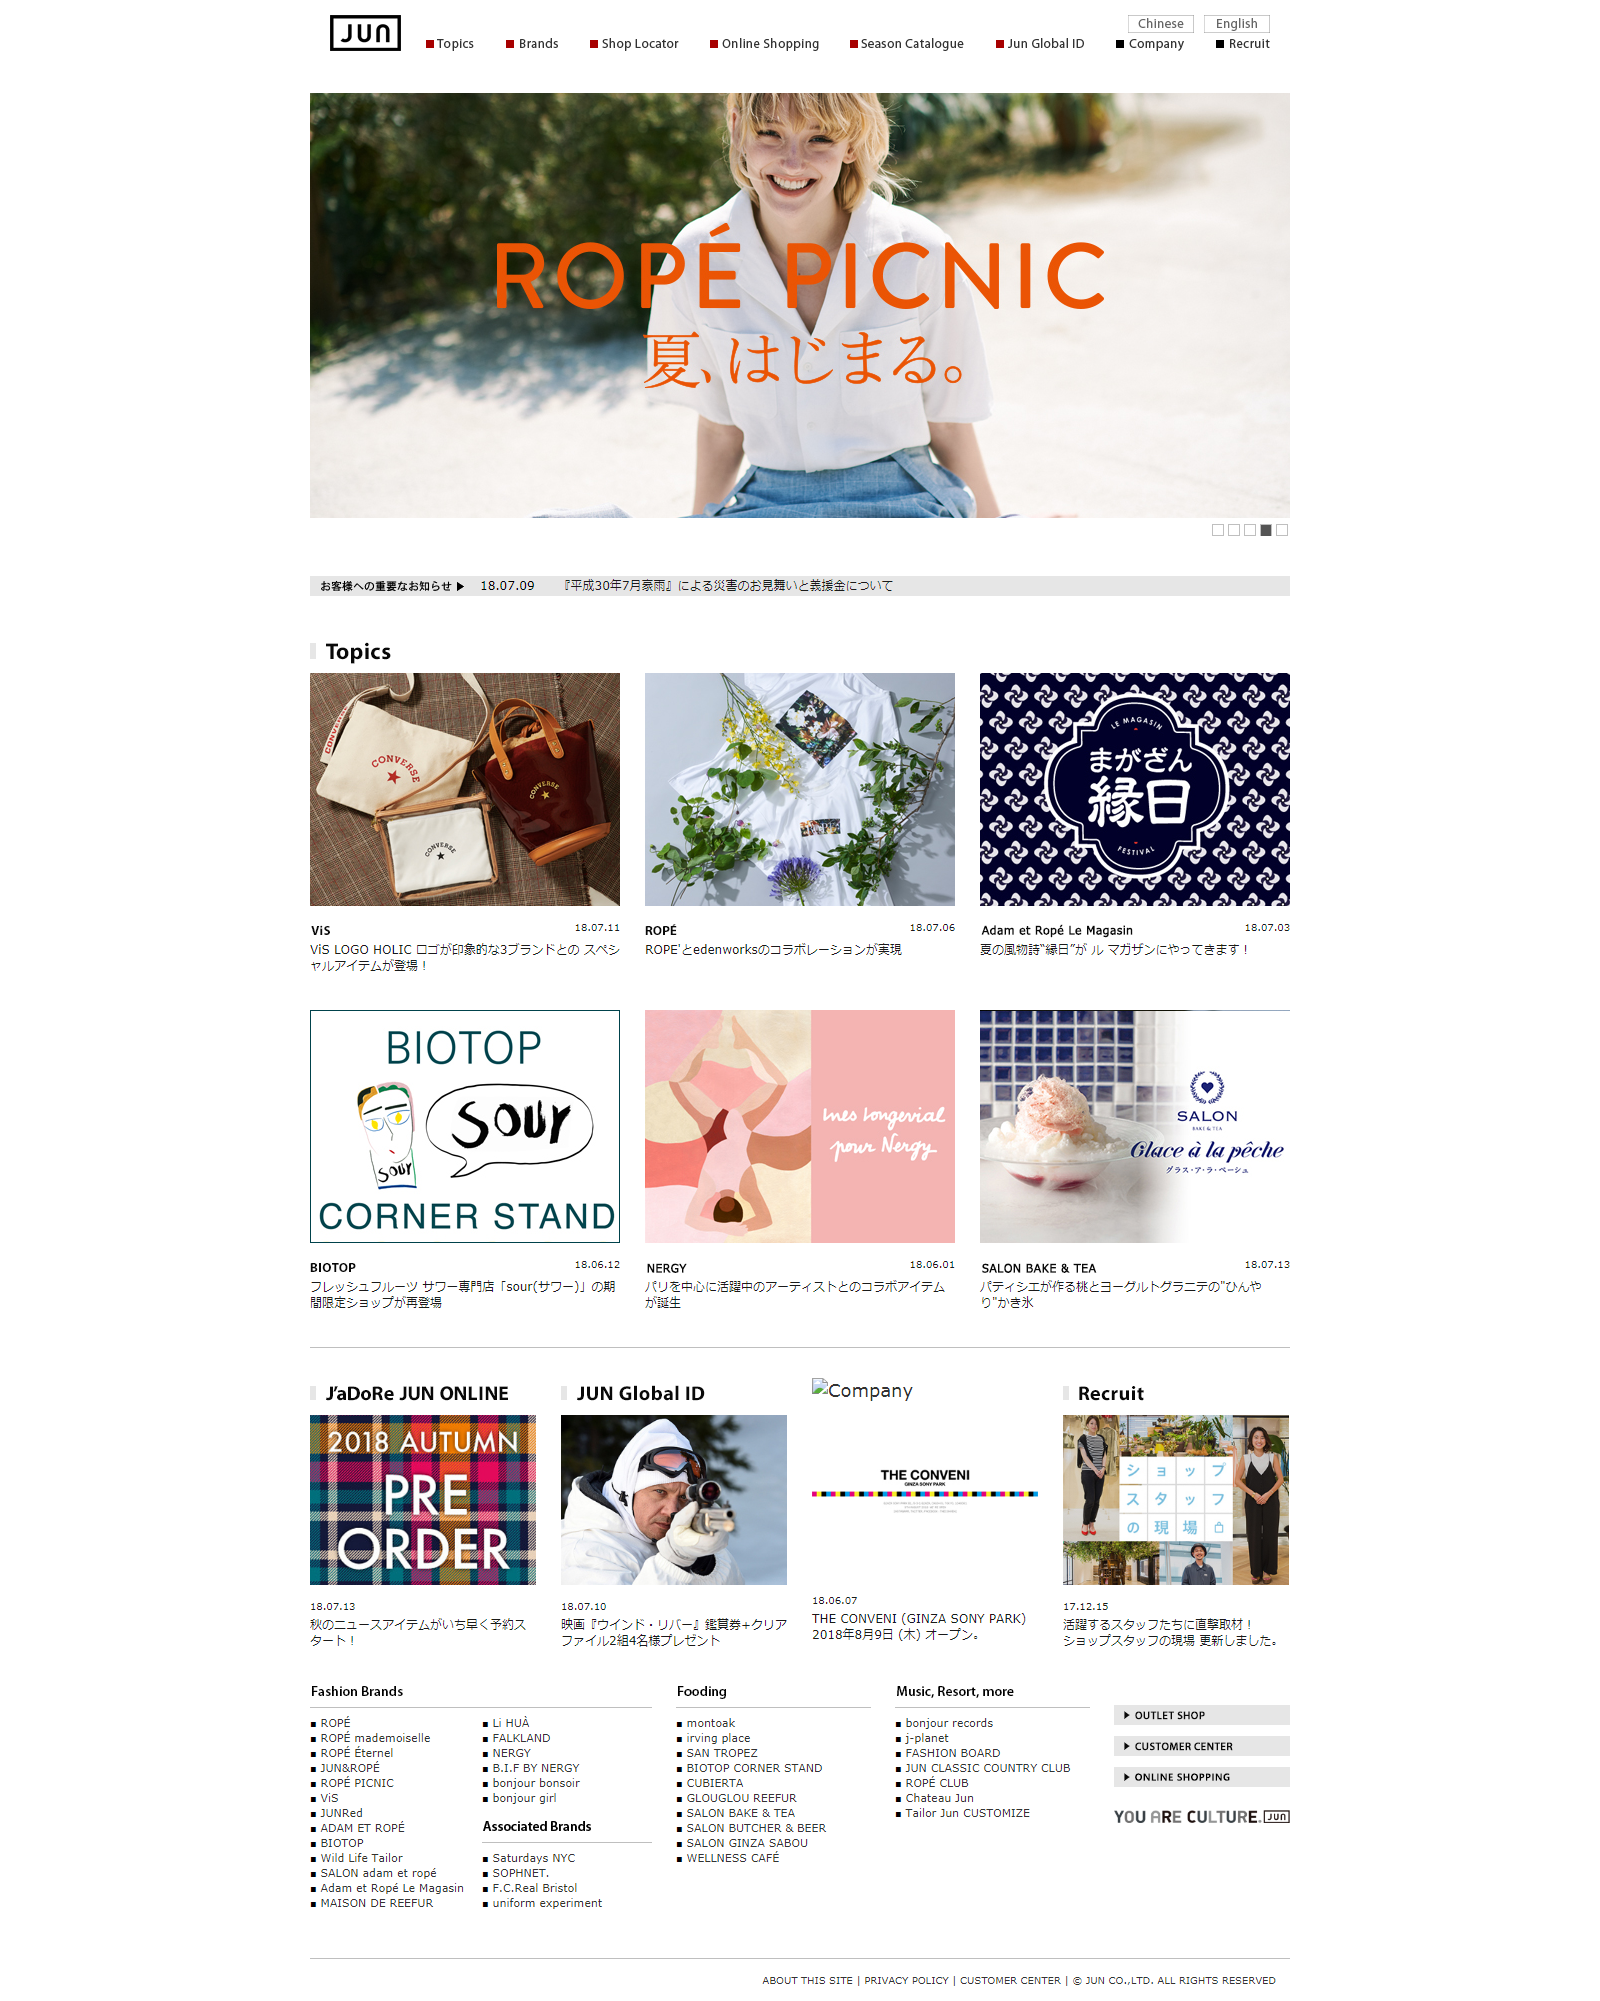 JUN
Chinese
English
Topics
Brands
Shop Locator
Online Shopping
Season Catalogue
Jun Global ID
Company
Recruit
ROPÉ PICNIC
夏、はじまる。
お客様への重要なお知らせ ▶ 18.07.09 『平成30年7月豪雨』による災害のお見舞いと義援金について
Topics
CONVERSE
CONVERSE
CONVERSE
CONVERSE
LE MAGASIN
まがざん
縁日
FESTIVAL
ViS 18.07.11
ViS LOGO HOLIC ロゴが印象的な3ブランドとの スペシ
ャルアイテムが登場！
ROPÉ 18.07.06
ROPE'とedenworksのコラボレーションが実現
Adam et Ropé Le Magasin 18.07.03
夏の風物詩"縁日"が ル マガザンにやってきます！
BIOTOP
sour
sour
CORNER STAND
ines longevial
pour Nergy
SALON
BAKE & TEA
Glace à la pêche
グラス・ア・ラ・ペーシュ
BIOTOP 18.06.12
フレッシュフルーツ サワー専門店「sour(サワー)」の期
間限定ショップが再登場
NERGY 18.06.01
パリを中心に活躍中のアーティストとのコラボアイテム
が誕生
SALON BAKE & TEA 18.07.13
パティシエが作る桃とヨーグルトグラニテの"ひんや
り"かき氷
J'aDoRe JUN ONLINE
2018 AUTUMN
PRE
ORDER
18.07.13
秋のニュースアイテムがいち早く予約ス
タート！
JUN Global ID
18.07.10
映画『ウインド・リバー』鑑賞券+クリア
ファイル2組4名様プレゼント
Company
THE CONVENI
GINZA SONY PARK
18.06.07
THE CONVENI (GINZA SONY PARK)
2018年8月9日 (木) オープン。
Recruit
ショップ
スタッフ
の現場
17.12.15
活躍するスタッフたちに直撃取材！
ショップスタッフの現場 更新しました。
Fashion Brands
ROPÉ
ROPÉ mademoiselle
ROPÉ Éternel
JUN&ROPÉ
ROPÉ PICNIC
ViS
JUNRed
ADAM ET ROPÉ
BIOTOP
Wild Life Tailor
SALON adam et ropé
Adam et Ropé Le Magasin
MAISON DE REEFUR
Li HUÀ
FALKLAND
NERGY
B.I.F BY NERGY
bonjour bonsoir
bonjour girl
Associated Brands
Saturdays NYC
SOPHNET.
F.C.Real Bristol
uniform experiment
Fooding
montoak
irving place
SAN TROPEZ
BIOTOP CORNER STAND
CUBIERTA
GLOUGLOU REEFUR
SALON BAKE & TEA
SALON BUTCHER & BEER
SALON GINZA SABOU
WELLNESS CAFÉ
Music, Resort, more
bonjour records
j-planet
FASHION BOARD
JUN CLASSIC COUNTRY CLUB
ROPÉ CLUB
Chateau Jun
Tailor Jun CUSTOMIZE
OUTLET SHOP
CUSTOMER CENTER
ONLINE SHOPPING
YOU ARE CULTURE. JUN
ABOUT THIS SITE | PRIVACY POLICY | CUSTOMER CENTER | © JUN CO.,LTD. ALL RIGHTS RESERVED